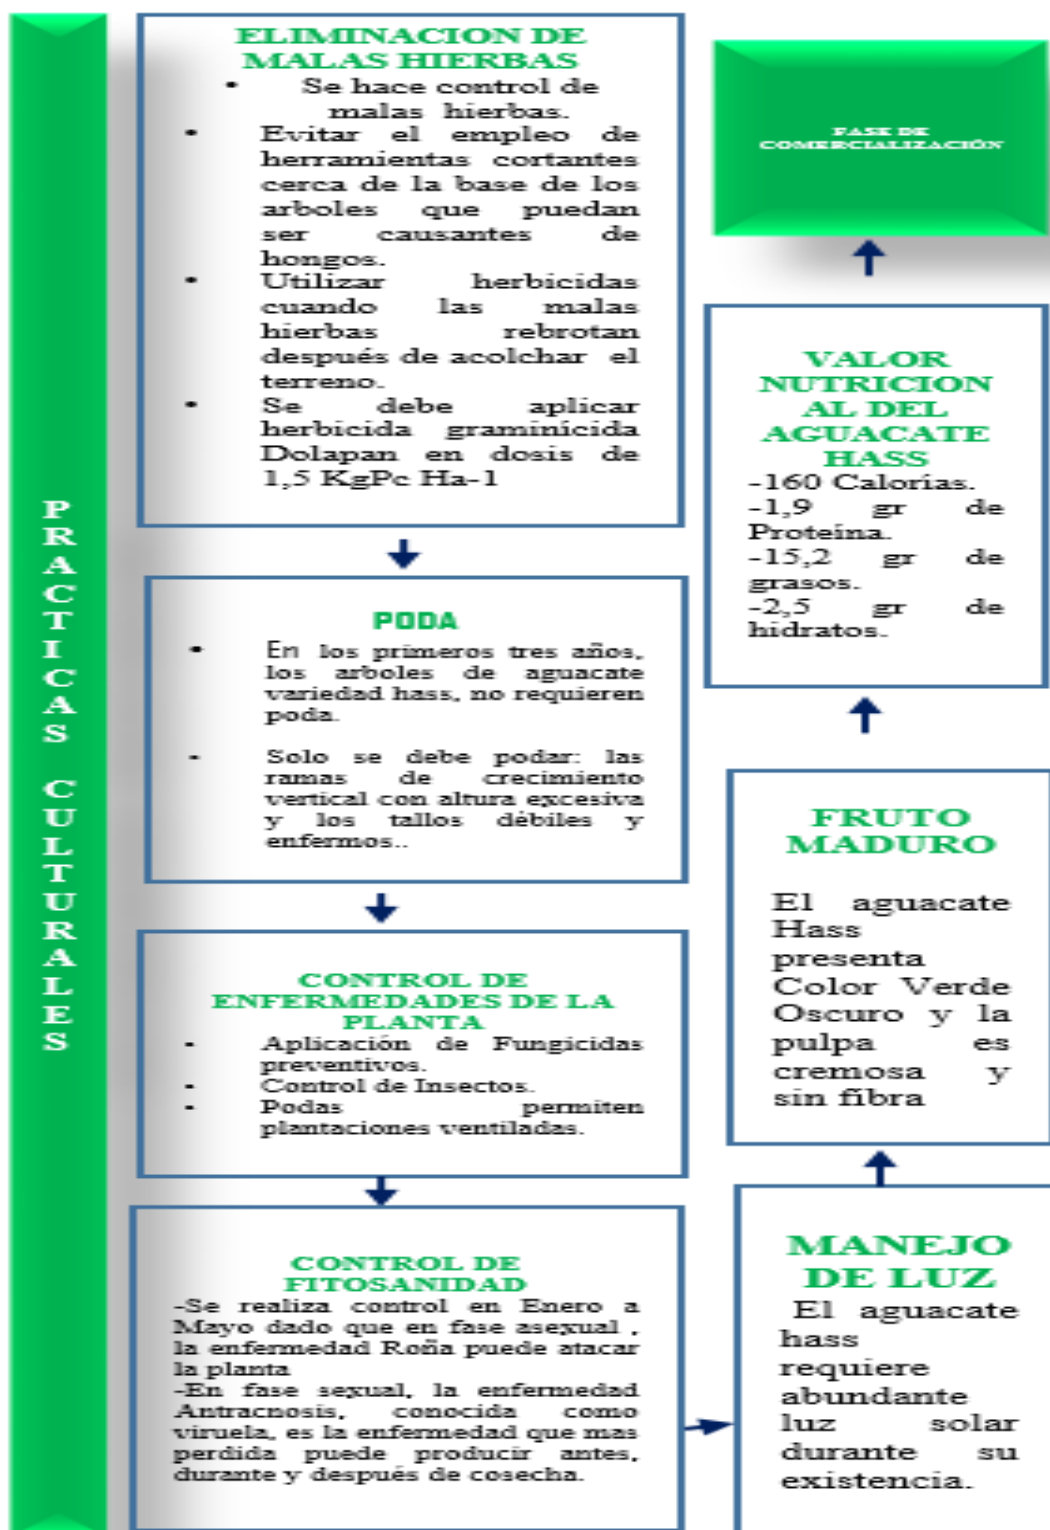 PRACTICAS CULTURALES
ELIMINACION DE
MALAS HIERBAS
• Se hace control de
malas hierbas.
• Evitar el empleo de
herramientas cortantes
cerca de la base de los
arboles que puedan
ser causantes de
hongos.
• Utilizar herbicidas
cuando las malas
hierbas rebrotan
después de acolchar el
terreno.
• Se debe aplicar
herbicida graminícida
Dolapan en dosis de
1,5 KgPc Ha-1
PODA
• En los primeros tres años,
los arboles de aguacate
variedad hass, no requieren
poda.
• Solo se debe podar: las
ramas de crecimiento
vertical con altura excesiva
y los tallos débiles y
enfermos..
CONTROL DE
ENFERMEDADES DE LA
PLANTA
• Aplicación de Fungicidas
preventivos.
• Control de Insectos.
• Podas permiten
plantaciones ventiladas.
CONTROL DE
FITOSANIDAD
-Se realiza control en Enero a
Mayo dado que en fase asexual ,
la enfermedad Roña puede atacar
la planta
-En fase sexual, la enfermedad
Antracnosis, conocida como
viruela, es la enfermedad que mas
perdida puede producir antes,
durante y después de cosecha.
MANEJO
DE LUZ
El aguacate
hass
requiere
abundante
luz solar
durante su
existencia.
FRUTO
MADURO
El aguacate
Hass
presenta
Color Verde
Oscuro y la
pulpa es
cremosa y
sin fibra
VALOR
NUTRICION
AL DEL
AGUACATE
HASS
-160 Calorías.
-1,9 gr de
Proteína.
-15,2 gr de
grasos.
-2,5 gr de
hidratos.
FASE DE
COMERCIALIZACIÓN